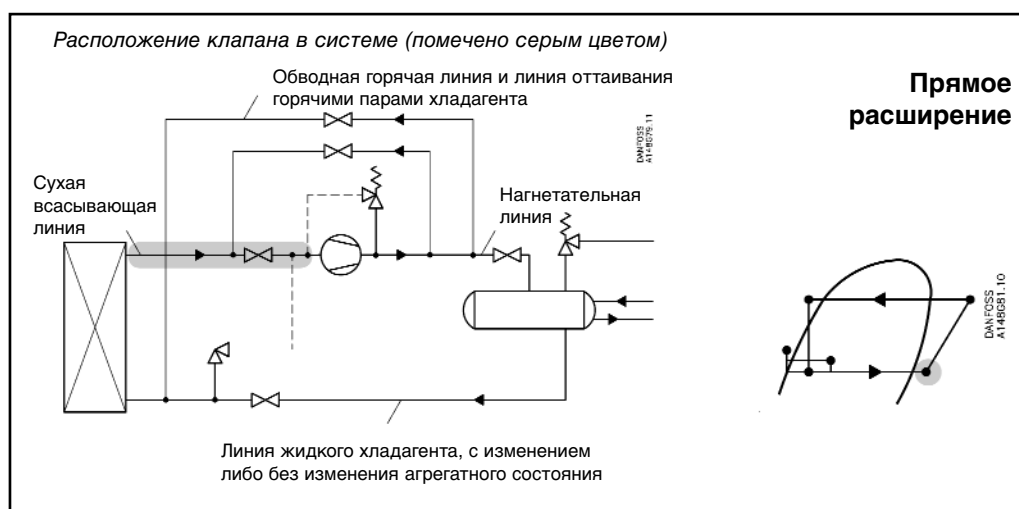 Расположение клапана в системе (помечено серым цветом)
Обводная горячая линия и линия оттаивания
горячими парами хладагента
Прямое
расширение
DANFOSS
A148G79.11
Сухая
всасывающая
линия
Нагнетательная
линия
DANFOSS
A148G81.10
Линия жидкого хладагента, с изменением
либо без изменения агрегатного состояния